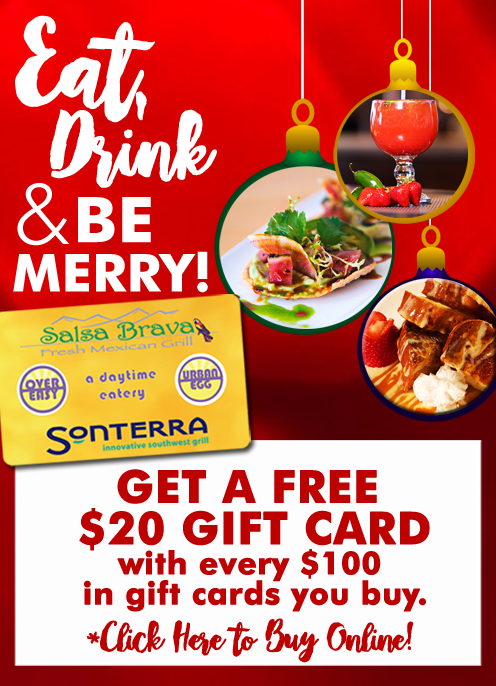 Eat,
Drink
& BE
MERRY!
Salsa Brava
Fresh Mexican Grill
OVER
EASY
a daytime
eatery
URBAN
EGG
SONTERRA
innovative southwest grill
GET A FREE
$20 GIFT CARD
with every $100
in gift cards you buy.
*Click Here to Buy Online!